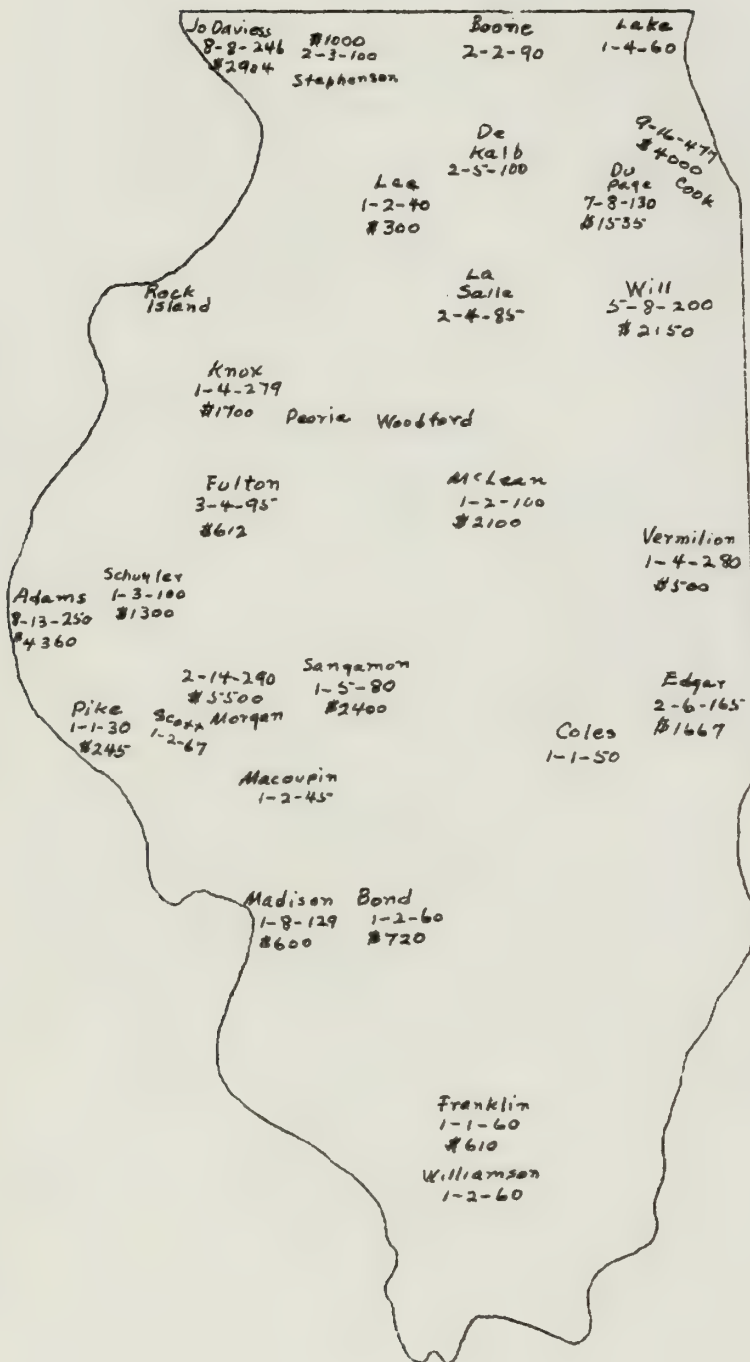 Jo Daviess
8-8-246
$2904
$1000
2-3-100
Stephenson
Boone
2-2-90
Lake
1-4-60
De
Kalb
2-5-100
9-16-477
$4000
Cook
Du
Page
7-8-130
$1535
Lee
1-2-40
$300
Rock
Island
La
Salle
2-4-85
Will
5-8-200
$2150
Knox
1-4-279
$1700
Peoria Woodford
Fulton
3-4-95
$612
McLean
1-2-100
$2100
Vermilion
1-4-280
$500
Adams
8-13-250
$4360
Schuyler
1-3-100
$1300
2-14-290
$5500
Morgan
Sangamon
1-5-80
$2400
Edgar
2-6-165
$1667
Pike
1-1-30
$245
Scott
1-2-67
Coles
1-1-50
Macoupin
1-2-45
Madison
1-8-129
$600
Bond
1-2-60
$720
Franklin
1-1-60
$610
Williamson
1-2-60